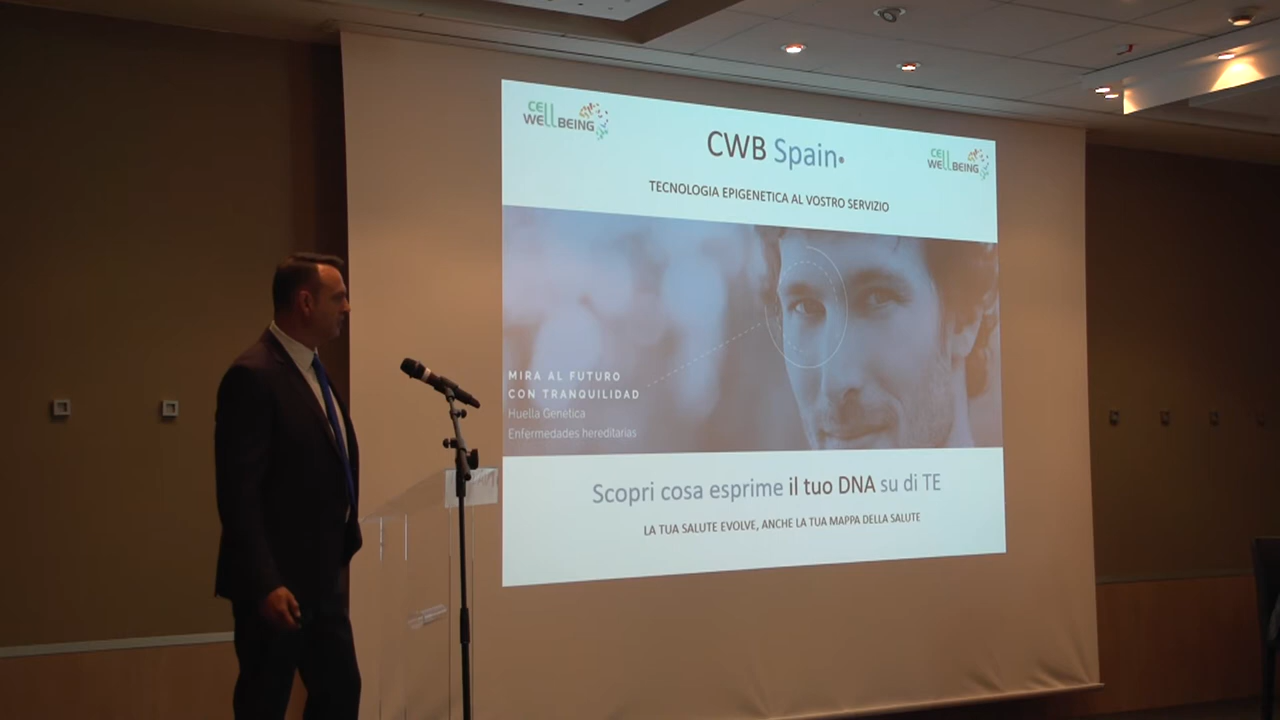 CELL
WELLBEING
CWB Spain
CELL
WELLBEING
TECNOLOGIA EPIGENETICA AL VOSTRO SERVIZIO
MIRA AL FUTURO
CON TRANQUILIDAD
Huella Genetica
Enfermedades hereditarias
Scopri cosa esprime il tuo DNA su di TE
LA TUA SALUTE EVOLVE, ANCHE LA TUA MAPPA DELLA SALUTE